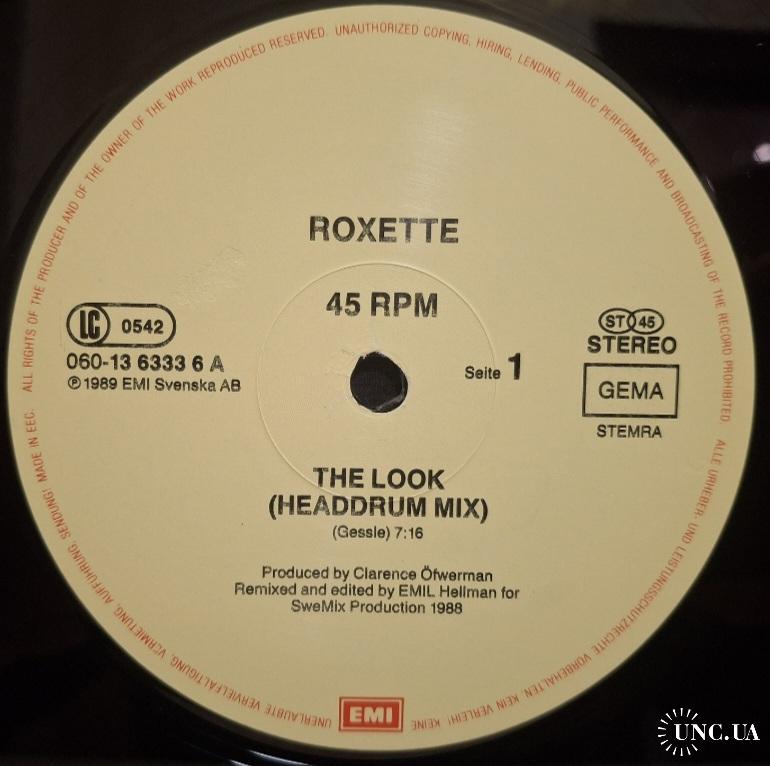 ALL RIGHTS OF THE PRODUCER AND OF THE OWNER OF THE WORK REPRODUCED RESERVED. UNAUTHORIZED COPYING, HIRING, LENDING, PUBLIC PERFORMANCE AND BROADCASTING OF THE RECORD PROHIBITED.
ROXETTE
45 RPM
LC 0542
060-13 6333 6 A
℗ 1989 EMI Svenska AB
Seite 1
ST 45
STEREO
GEMA
STEMRA
THE LOOK
(HEADDRUM MIX)
(Gessle) 7:16
Produced by Clarence Öfwerman
Remixed and edited by EMIL Hellman for
SweMix Production 1988
ALLE URHEBER- UND LEISTUNGSSCHUTZRECHTE VORBEHALTEN. KEIN VERLEIH! KEINE
UNERLAUBTE VERVIELFÄLTIGUNG, VERMIETUNG, AUFFÜHRUNG, SENDUNG! MADE IN EEC.
EMI
UNC.UA